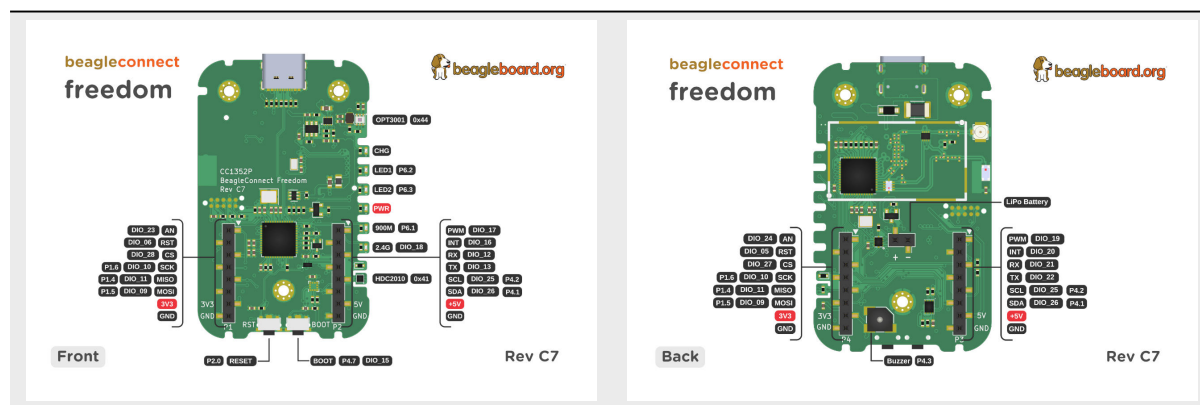 beagleconnect
freedom
beagleboard.org
OPT3001 0x44
CHG
LED1 P6.2
LED2 P6.3
PWR
900M P6.1
2.4G DIO_18
HDC2010 0x41
CC1352P
BeagleConnect Freedom
Rev C7
DIO_23 AN
DIO_06 RST
DIO_28 CS
P1.6 DIO_10 SCK
P1.4 DIO_11 MISO
P1.5 DIO_09 MOSI
3V3
GND
PWM DIO_17
INT DIO_16
RX DIO_12
TX DIO_13
SCL DIO_25 P4.2
SDA DIO_26 P4.1
+5V
GND
3V3
GND
P1
5V
GND
P2
RST
BOOT
P2.0 RESET
BOOT P4.7 DIO_15
Front
Rev C7
beagleconnect
freedom
beagleboard.org
LiPo Battery
+ -
DIO_24 AN
DIO_05 RST
DIO_27 CS
P1.6 DIO_10 SCK
P1.4 DIO_11 MISO
P1.5 DIO_09 MOSI
3V3
GND
PWM DIO_19
INT DIO_20
RX DIO_21
TX DIO_22
SCL DIO_25 P4.2
SDA DIO_26 P4.1
+5V
GND
3V3
GND
P4
5V
GND
P3
Buzzer P4.3
Back
Rev C7